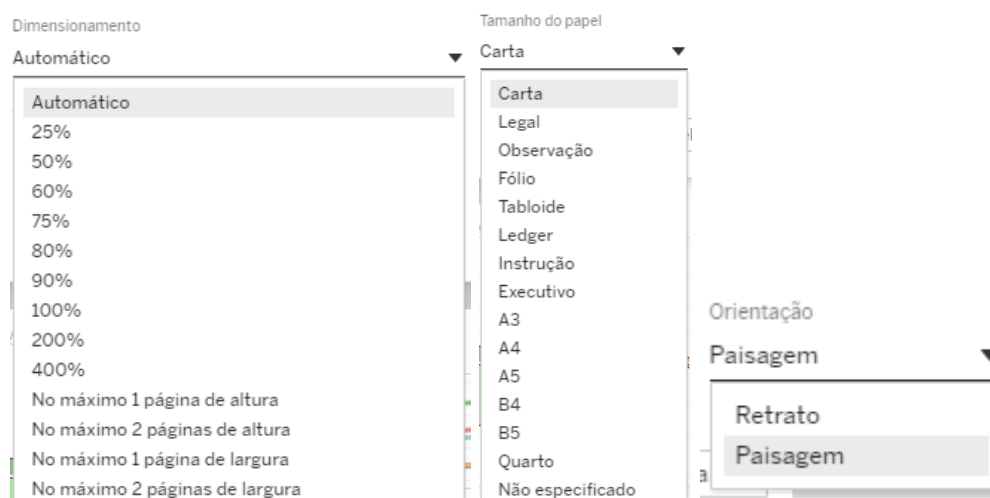 Dimensionamento
Automático
Automático
25%
50%
60%
75%
80%
90%
100%
200%
400%
No máximo 1 página de altura
No máximo 2 páginas de altura
No máximo 1 página de largura
No máximo 2 páginas de largura
Tamanho do papel
Carta
Carta
Legal
Observação
Fólio
Tabloide
Ledger
Instrução
Executivo
A3
A4
A5
B4
B5
Quarto
Não especificado
Orientação
Paisagem
Retrato
Paisagem